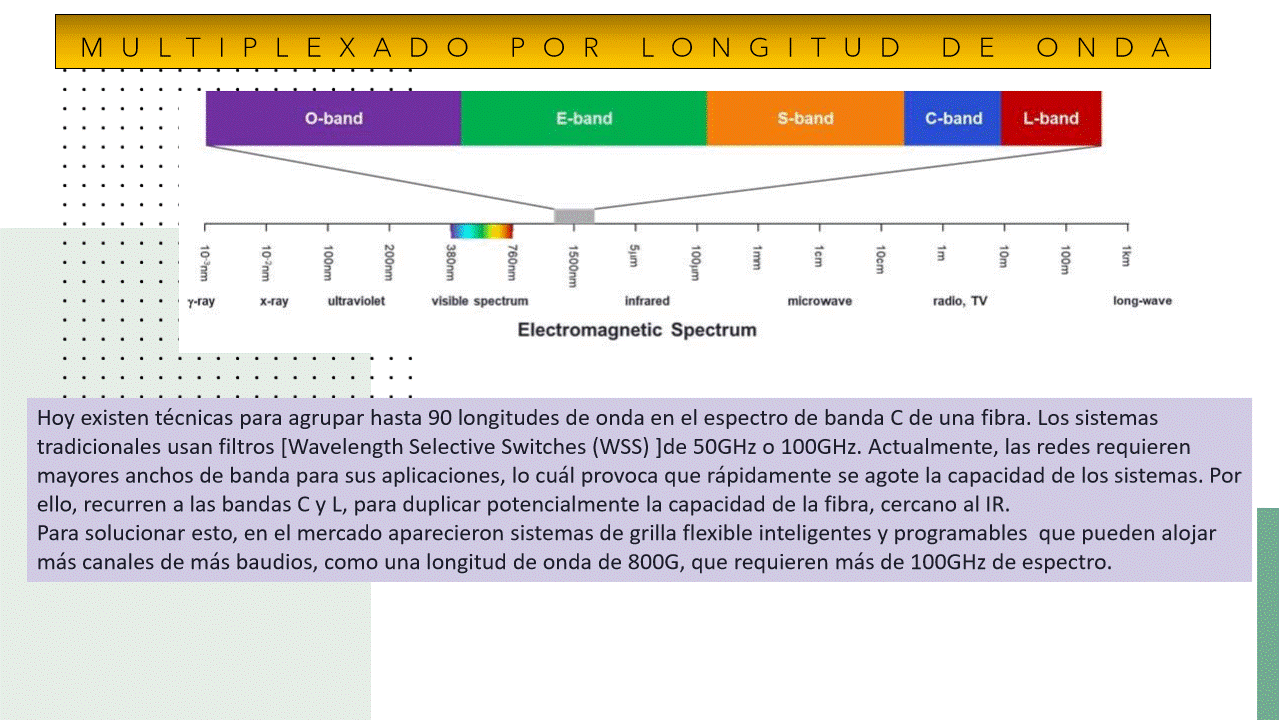 MULTIPLEXADO POR LONGITUD DE ONDA
O-band E-band S-band C-band L-band
10⁻³nm 10⁻²nm 100nm 200nm 380nm 760nm 1500nm 5μm 100μm 1mm 1cm 10cm 1m 10m 100m 1km
γ-ray x-ray ultraviolet visible spectrum infrared microwave radio, TV long-wave
Electromagnetic Spectrum
Hoy existen técnicas para agrupar hasta 90 longitudes de onda en el espectro de banda C de una fibra. Los sistemas
tradicionales usan filtros [Wavelength Selective Switches (WSS) ]de 50GHz o 100GHz. Actualmente, las redes requieren
mayores anchos de banda para sus aplicaciones, lo cuál provoca que rápidamente se agote la capacidad de los sistemas. Por
ello, recurren a las bandas C y L, para duplicar potencialmente la capacidad de la fibra, cercano al IR.
Para solucionar esto, en el mercado aparecieron sistemas de grilla flexible inteligentes y programables  que pueden alojar
más canales de más baudios, como una longitud de onda de 800G, que requieren más de 100GHz de espectro.